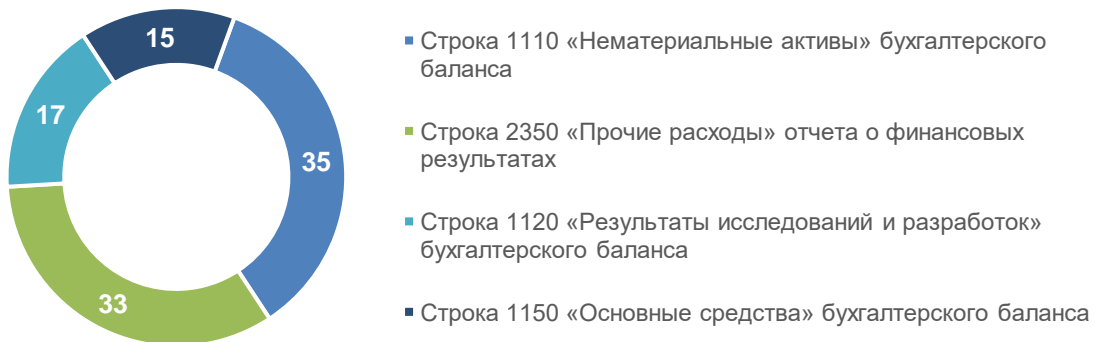 15
17
35
33
Строка 1110 «Нематериальные активы» бухгалтерского
баланса
Строка 2350 «Прочие расходы» отчета о финансовых
результатах
Строка 1120 «Результаты исследований и разработок»
бухгалтерского баланса
Строка 1150 «Основные средства» бухгалтерского баланса